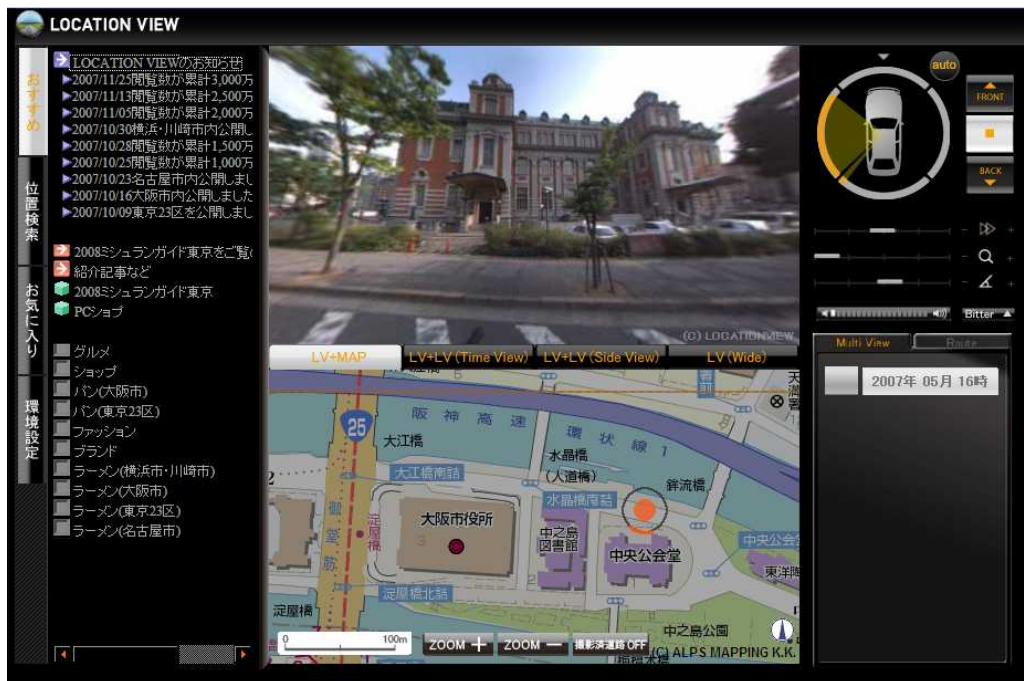 LOCATION VIEW
おすすめ
位置検索
お気に入り
環境設定
LOCATION VIEWのお知らせ
2007/11/25閲覧数が累計3,000万
2007/11/13閲覧数が累計2,500万
2007/11/05閲覧数が累計2,000万
2007/10/30横浜・川崎市内公開し
2007/10/28閲覧数が累計1,500万
2007/10/25閲覧数が累計1,000万
2007/10/23名古屋市内公開しまし
2007/10/16大阪市内公開しました
2007/10/09東京23区を公開しまし
2008ミシュランガイド東京をご覧
紹介記事など
2008ミシュランガイド東京
PCショップ
グルメ
ショップ
パン(大阪市)
パン(東京23区)
ファッション
ブランド
ラーメン(横浜市・川崎市)
ラーメン(大阪市)
ラーメン(東京23区)
ラーメン(名古屋市)
(C) LOCATIONVIEW
LV+MAP
LV+LV(Time View)
LV+LV(Side View)
LV(Wide)
阪神高速環状線1
25
大江橋
大江橋南詰
水晶橋
(人道橋)
水晶橋南詰
鉾流橋
御堂筋
淀屋橋
大阪市役所
3
中之島
図書館
中央公会堂
中央公会
東洋陶
淀屋橋北詰
淀屋橋
中之島公園
0 100m
ZOOM +
ZOOM -
撮影済道路OFF
(C) ALPS MAPPING K.K.
auto
FRONT
BACK
Bitter
Multi View
Route
2007年 05月 16時